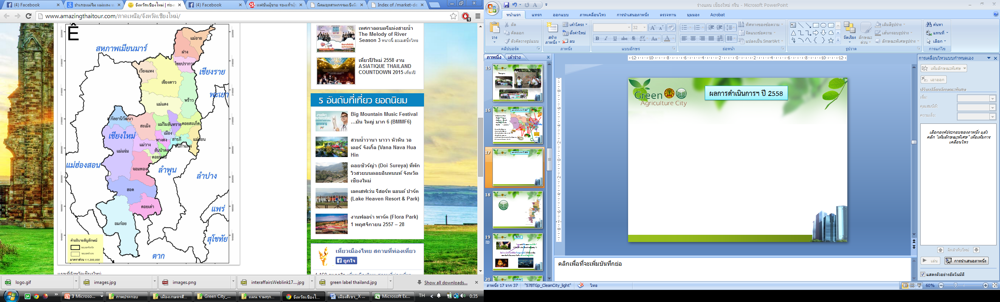 (4) Facebook
อำเภอแม่ริม แม่แตง แ
จังหวัดเชียงใหม่ | ท่อง
(4) Facebook
แฟชั่นผู้ชาย รองเท้าผู้
นิคมอุตสาหกรรมเชิงนิ
Index of /market-de
www.amazingthaitour.com/ภาคเหนือ/จังหวัดเชียงใหม่/
Ê
สหภาพเมียนมาร์
เชียงราย
พะเยา
แม่ฮ่องสอน
ลำพูน
ลำปาง
แพร่
สุโขทัย
ตาก
เชียงใหม่
แม่อาย
ฝาง
ไชยปราการ
เวียงแหง
เชียงดาว
พร้าว
แม่แตง
ส.กัลยานิวัฒนา
สะเมิง
แม่ริม
สันทราย
ดอยสะเก็ด
เมือง
หางดง
สารภี
แม่ออน
แม่วาง
สันป่าตอง
สันกำแพง
แม่แจ่ม
ดอยหล่อ
จอมทอง
ฮอด
ดอยเต่า
อมก๋อย
คำอธิบายสัญลักษณ์
ขอบเขตจังหวัด
ขอบเขตอำเภอ
มาตราส่วน 1:1,200,000
แผนที่จังหวัดเชียงใหม่
เทศกาลดนตรีแห่งสายน้ำ
The Melody of River
Season 3 หนาวนี้ อะเมสซิ่งไทย
เที่ยวปีใหม่ 2558 งาน
ASIATIQUE THAILAND
COUNTDOWN 2015 เที่ยวปี
5 อันดับที่เที่ยว ยอดนิยม
Big Mountain Music Festival
...มัน ใหญ่ มาก 6 (BMMF6)
สวนน้ำวานา นาวา หัวหิน วอ
เตอร์ จังเกิ้ล (Vana Nava Hua
Hin
ดอยซัวร์ญ่า (Doi Sureya) ที่พัก
วิวสวยบนดอยอินทนนท์ จังหวัด
เชียงใหม่
เลคเฮฟเว่น รีสอร์ท แอนด์ ปาร์ค
(Lake Heaven Resort & Park)
งานฟลอร่า พาร์ค (Flora Park)
1 พฤศจิกายน 2557 – 28
เที่ยวเมืองไทย สถานที่ท่องเที่ยว
ถูกใจ
logo.gif
images.jpg
images.png
interaffairsWeblink17....jpg
green label thailand.jpg
Show all downloads...
3 Microso...
ภาพประกอบ
เมืองเกษตรสี...
Green City_...
แผน รวมทุก...
จังหวัดเชียงใ...
เมืองสีเขว_X ...
Microsoft Ex...
TH
0:35
ร่างแผน เชียงใหม่ กรีน - Microsoft PowerPoint
หน้าแรก
แทรก
ออกแบบ
ภาพเคลื่อนไหว
การนำเสนอภาพนิ่ง
ตรวจทาน
มุมมอง
Acrobat
วาง
ตัด
คัดลอก
ตัวคัดวางรูปแบบ
คลิปบอร์ด
สร้าง
ภาพนิ่ง
เค้าโครง
ตั้งค่าใหม่
ลบ
ภาพนิ่ง
32
แบบอักษร
ทิศทางของข้อความ
จัดแนวข้อความ
แปลงเป็น SmartArt
ย่อหน้า
จัดเรียง
ลักษณะ
ด่วน
เติมสีรูปร่าง
เส้นกรอบรูปร่าง
ลักษณะพิเศษรูปร่าง
รูปวาด
ค้นหา
แทนที่
เลือก
การแก้ไข
ภาพนิ่ง
เค้าร่าง
15
16
17
18
19
20
Green
Agriculture City
ผลการดำเนินการฯ ปี 2558
คลิกเพื่อที่จะเพิ่มบันทึกย่อ
การเคลื่อนไหวแบบกำหนดเอง
เพิ่มลักษณะพิเศษ
เอาออก
ปรับเปลี่ยนลักษณะพิเศษ
เริ่ม:
คุณสมบัติ:
ความเร็ว:
เลือกองค์ประกอบของภาพนิ่ง แล้ว
คลิก "เพิ่มลักษณะพิเศษ" เพื่อเพิ่มการ
เคลื่อนไหว
จัดลำดับใหม่
เล่น
การนำเสนอภาพนิ่ง
แสดงตัวอย่างอัตโนมัติ
ภาพนิ่ง 17 จาก 37
"578TGp_CleanCity_light"
ไทย
60%